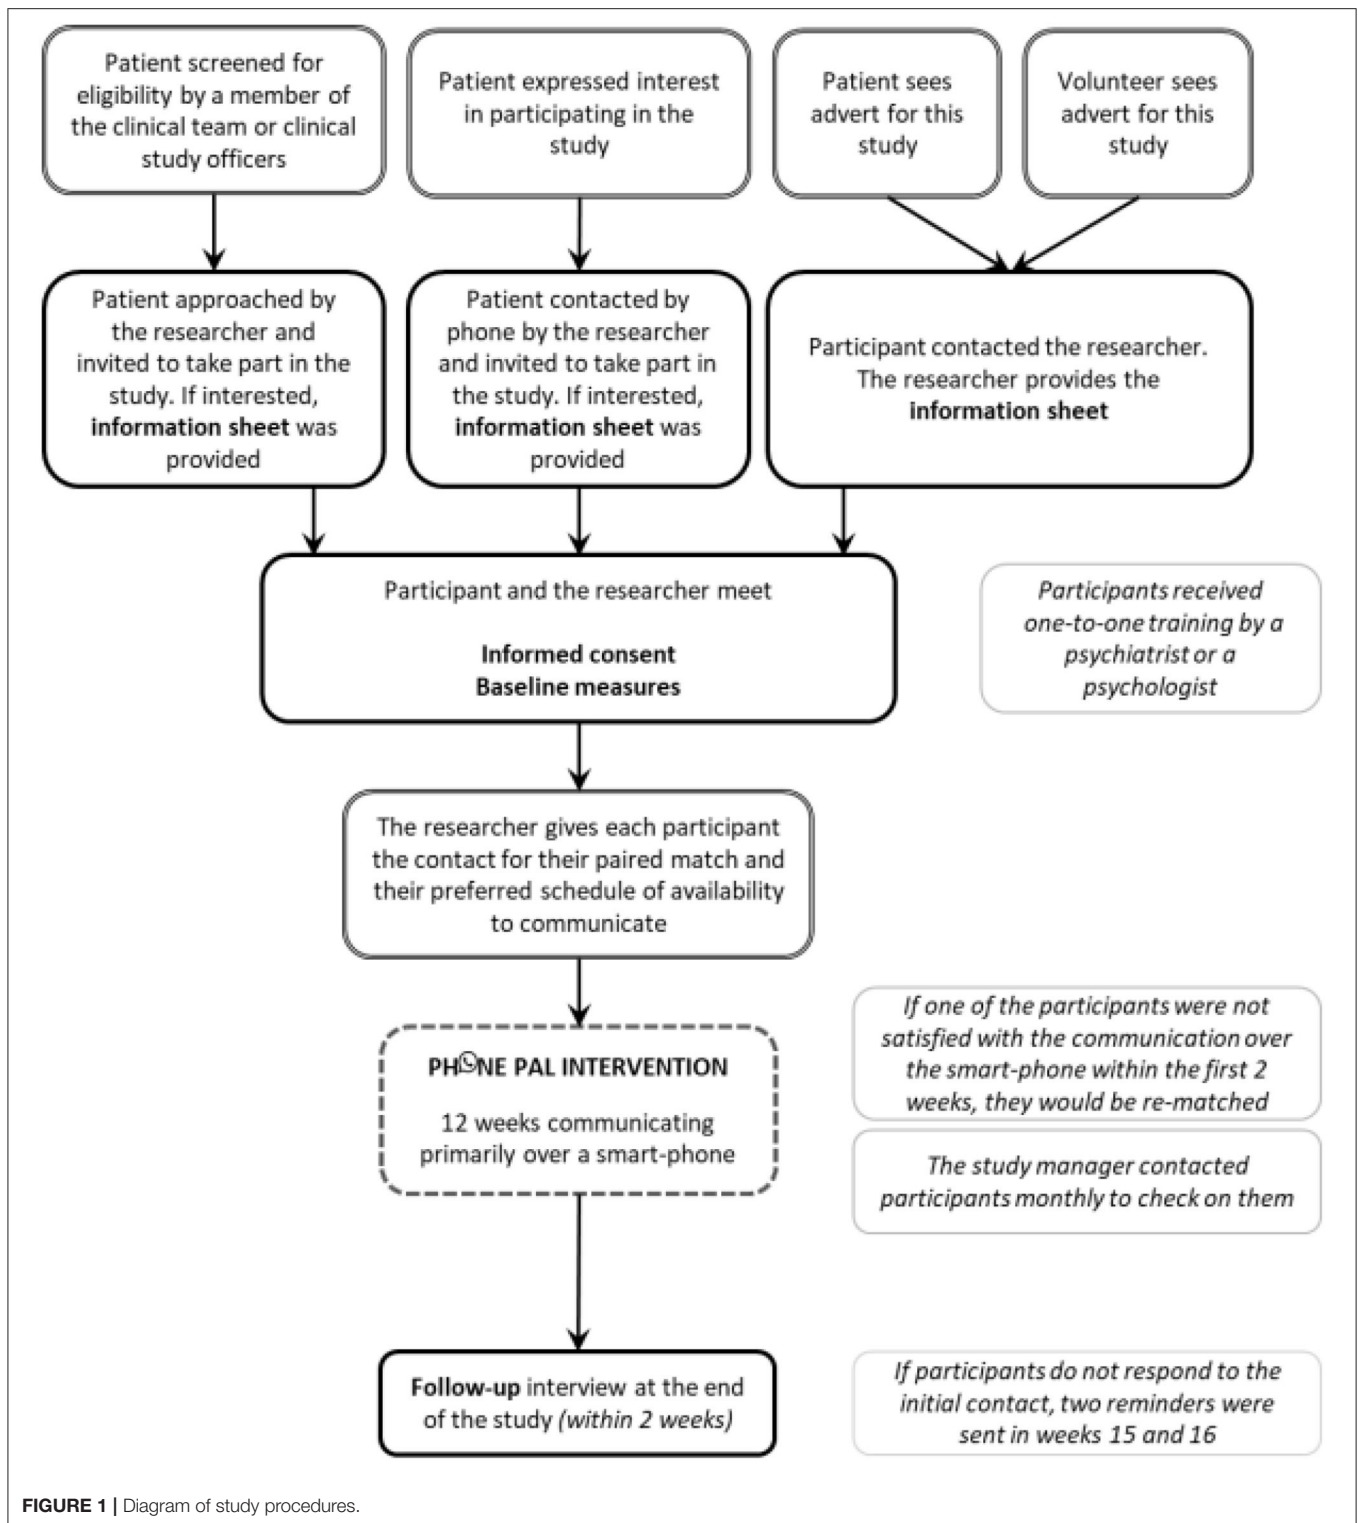 Patient screened for
eligibility by a member of
the clinical team or clinical
study officers
Patient expressed interest
in participating in the
study
Patient sees
advert for this
study
Volunteer sees
advert for this
study
Patient approached by
the researcher and
invited to take part in the
study. If interested,
information sheet was
provided
Patient contacted by
phone by the researcher
and invited to take part in
the study. If interested,
information sheet was
provided
Participant contacted the researcher.
The researcher provides the
information sheet
Participant and the researcher meet
Informed consent
Baseline measures
Participants received
one-to-one training by a
psychiatrist or a
psychologist
The researcher gives each participant
the contact for their paired match and
their preferred schedule of availability
to communicate
PHONE PAL INTERVENTION
12 weeks communicating
primarily over a smart-phone
If one of the participants were not
satisfied with the communication over
the smart-phone within the first 2
weeks, they would be re-matched
The study manager contacted
participants monthly to check on them
Follow-up interview at the end
of the study (within 2 weeks)
If participants do not respond to the
initial contact, two reminders were
sent in weeks 15 and 16
FIGURE 1 | Diagram of study procedures.